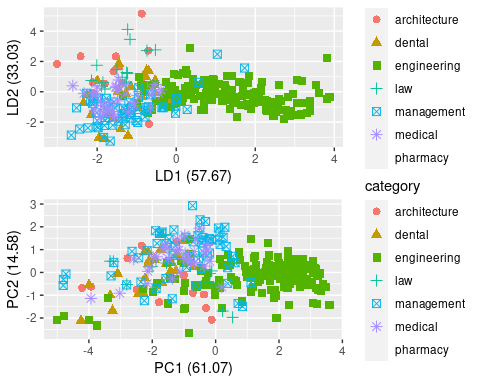 4
2
0
-2
LD2 (33.03)
-2
0
2
4
LD1 (57.67)
architecture
dental
engineering
law
management
medical
pharmacy
3
2
1
0
-1
-2
PC2 (14.58)
-4
-2
0
2
4
PC1 (61.07)
category
architecture
dental
engineering
law
management
medical
pharmacy